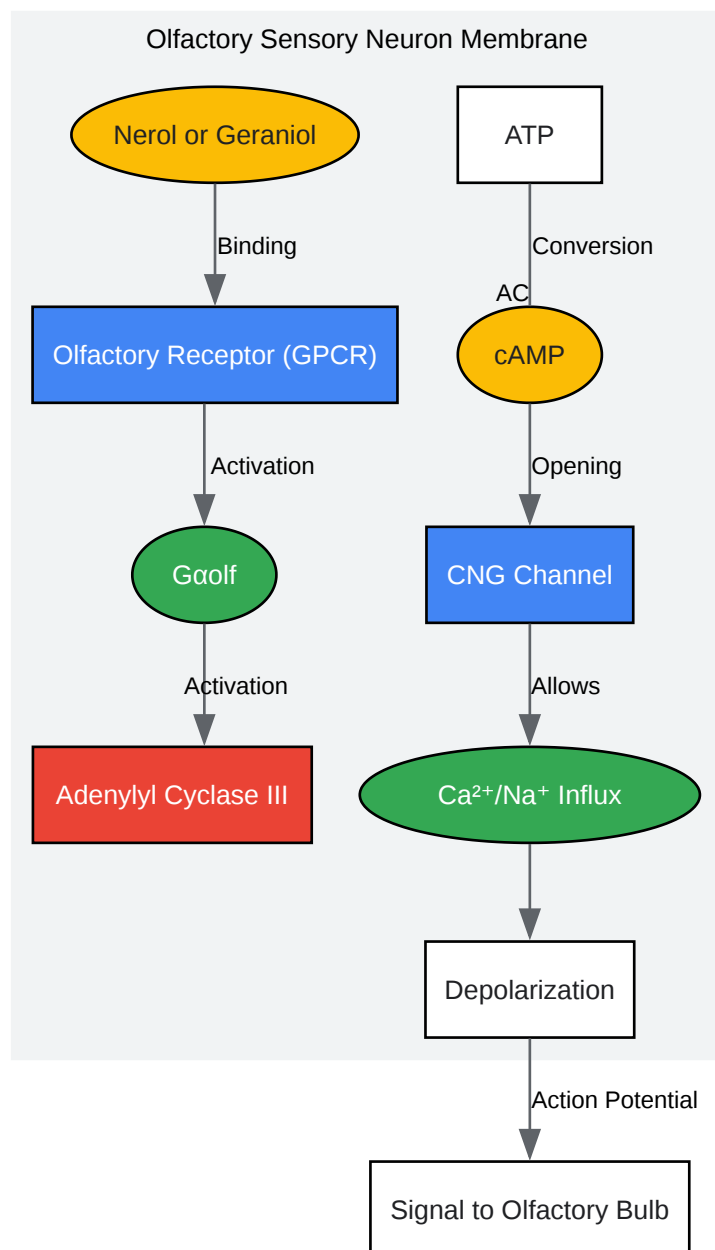 Olfactory Sensory Neuron Membrane
Nerol or Geraniol
Binding
Olfactory Receptor (GPCR)
Activation
Gαolf
Activation
Adenylyl Cyclase III
ATP
Conversion
AC
cAMP
Opening
CNG Channel
Allows
Ca²⁺/Na⁺ Influx
Depolarization
Action Potential
Signal to Olfactory Bulb